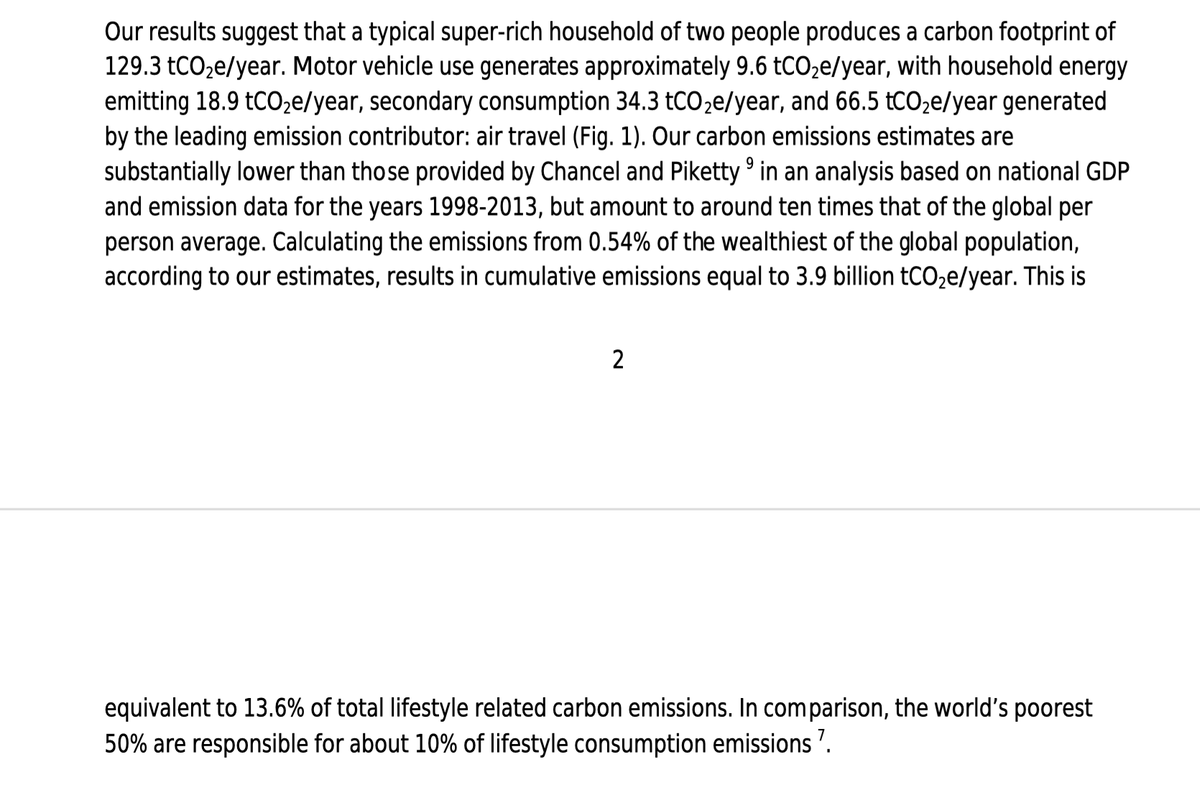 Our results suggest that a typical super-rich household of two people produces a carbon footprint of
129.3 tCO₂e/year. Motor vehicle use generates approximately 9.6 tCO₂e/year, with household energy
emitting 18.9 tCO₂e/year, secondary consumption 34.3 tCO₂e/year, and 66.5 tCO₂e/year generated
by the leading emission contributor: air travel (Fig. 1). Our carbon emissions estimates are
substantially lower than those provided by Chancel and Piketty ⁹ in an analysis based on national GDP
and emission data for the years 1998-2013, but amount to around ten times that of the global per
person average. Calculating the emissions from 0.54% of the wealthiest of the global population,
according to our estimates, results in cumulative emissions equal to 3.9 billion tCO₂e/year. This is
2
equivalent to 13.6% of total lifestyle related carbon emissions. In comparison, the world’s poorest
50% are responsible for about 10% of lifestyle consumption emissions ⁷.